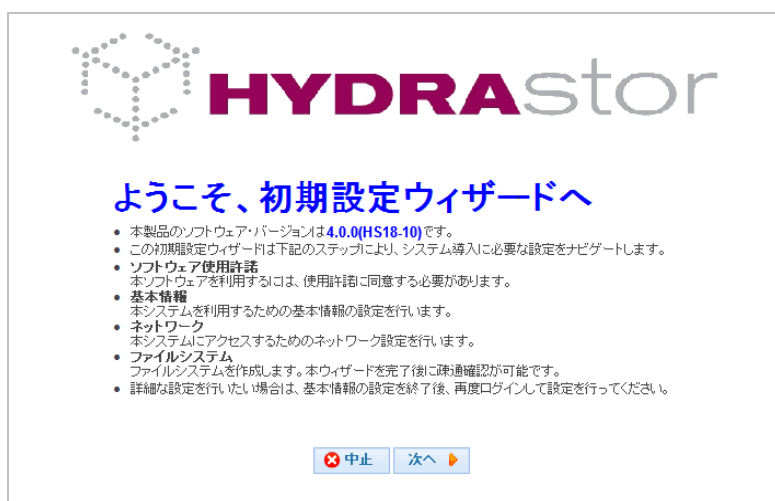 HYDRAstor
ようこそ、初期設定ウィザードへ
本製品のソフトウェア・バージョンは4.0.0(HS18-10)です。
この初期設定ウィザードは下記のステップにより、システム導入に必要な設定をナビゲートします。
ソフトウェア使用許諾
本ソフトウェアを利用するには、使用許諾に同意する必要があります。
基本情報
本システムを利用するための基本情報の設定を行います。
ネットワーク
本システムにアクセスするためのネットワーク設定を行います。
ファイルシステム
ファイルシステムを作成します。本ウィザードを完了後に疎通確認が可能です。
詳細な設定を行いたい場合は、基本情報の設定を終了後、再度ログインして設定を行ってください。
中止 次へ